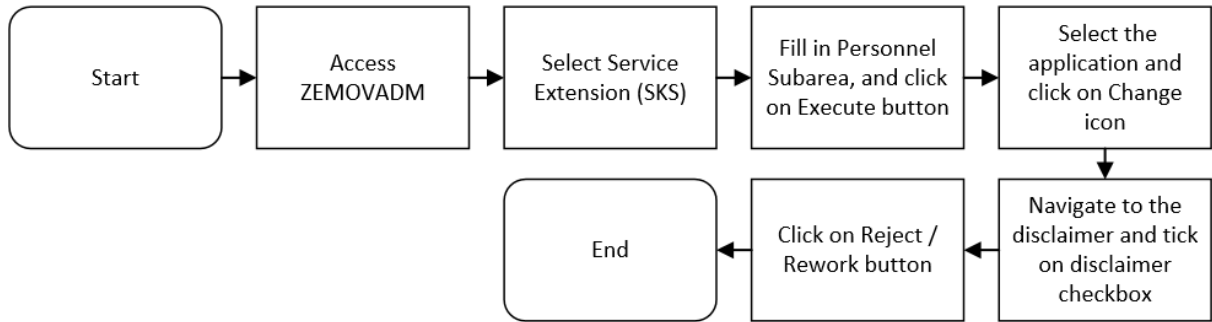 Start
Access
ZEMOVADM
Select Service
Extension (SKS)
Fill in Personnel
Subarea, and click
on Execute button
Select the
application and
click on Change
icon
Navigate to the
disclaimer and tick
on disclaimer
checkbox
Click on Reject /
Rework button
End